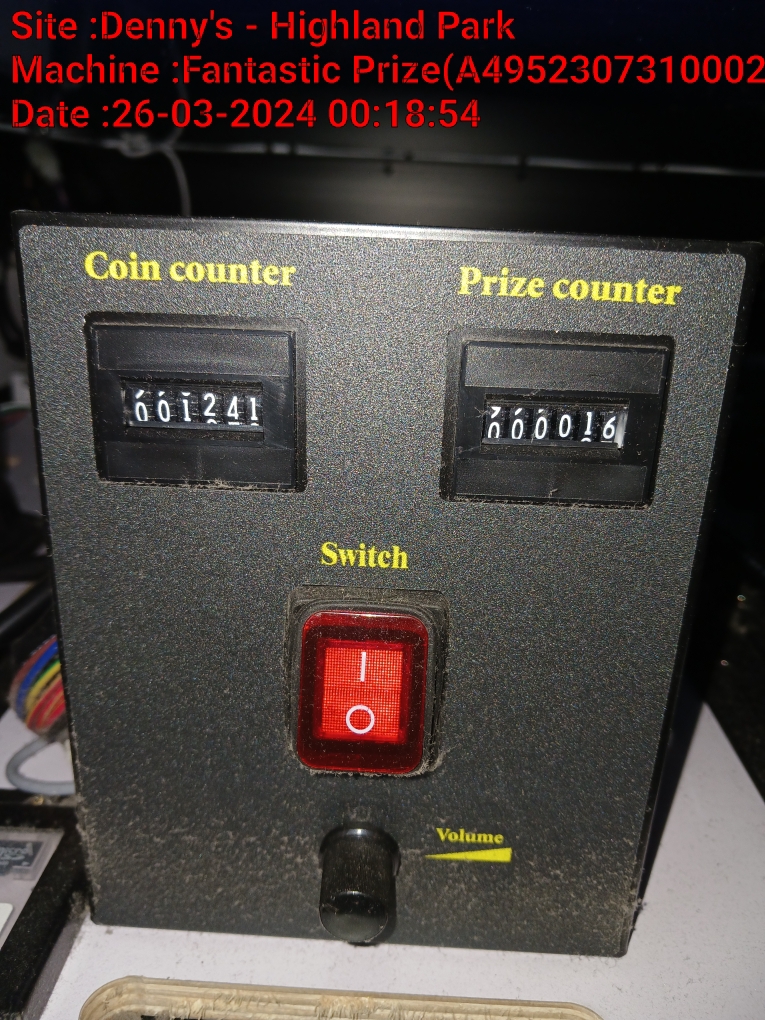 Site :Denny's - Highland Park
Machine :Fantastic Prize(A4952307310002
Date :26-03-2024 00:18:54
Coin counter
Prize counter
001241
000016
Switch
I
O
Volume